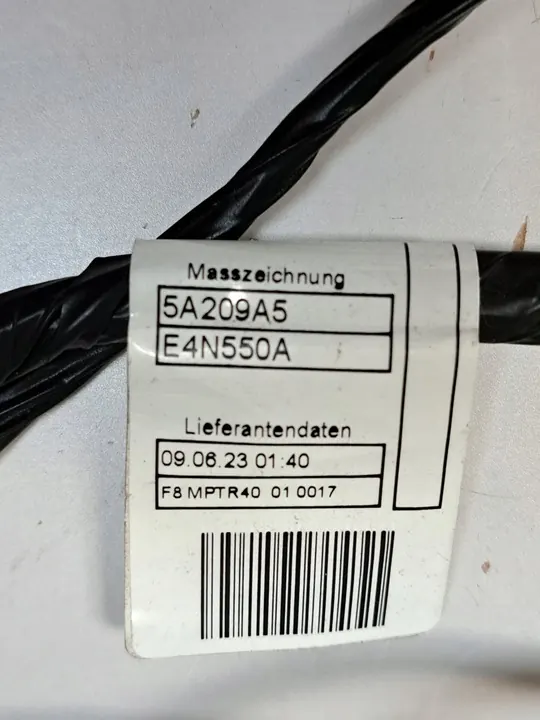 Masszeichnung
5A209A5
E4N550A
Lieferantendaten
09.06.23 01:40
F8 MPTR40 01 0017